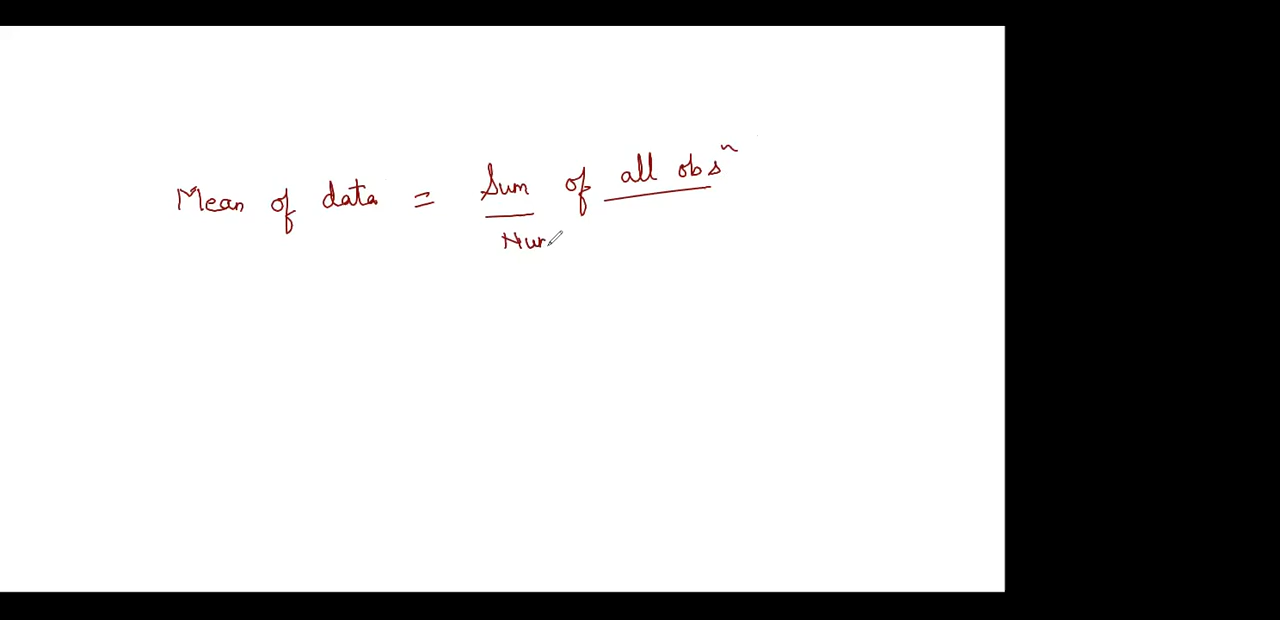 Mean of data = Sum of all obsⁿ
Nur